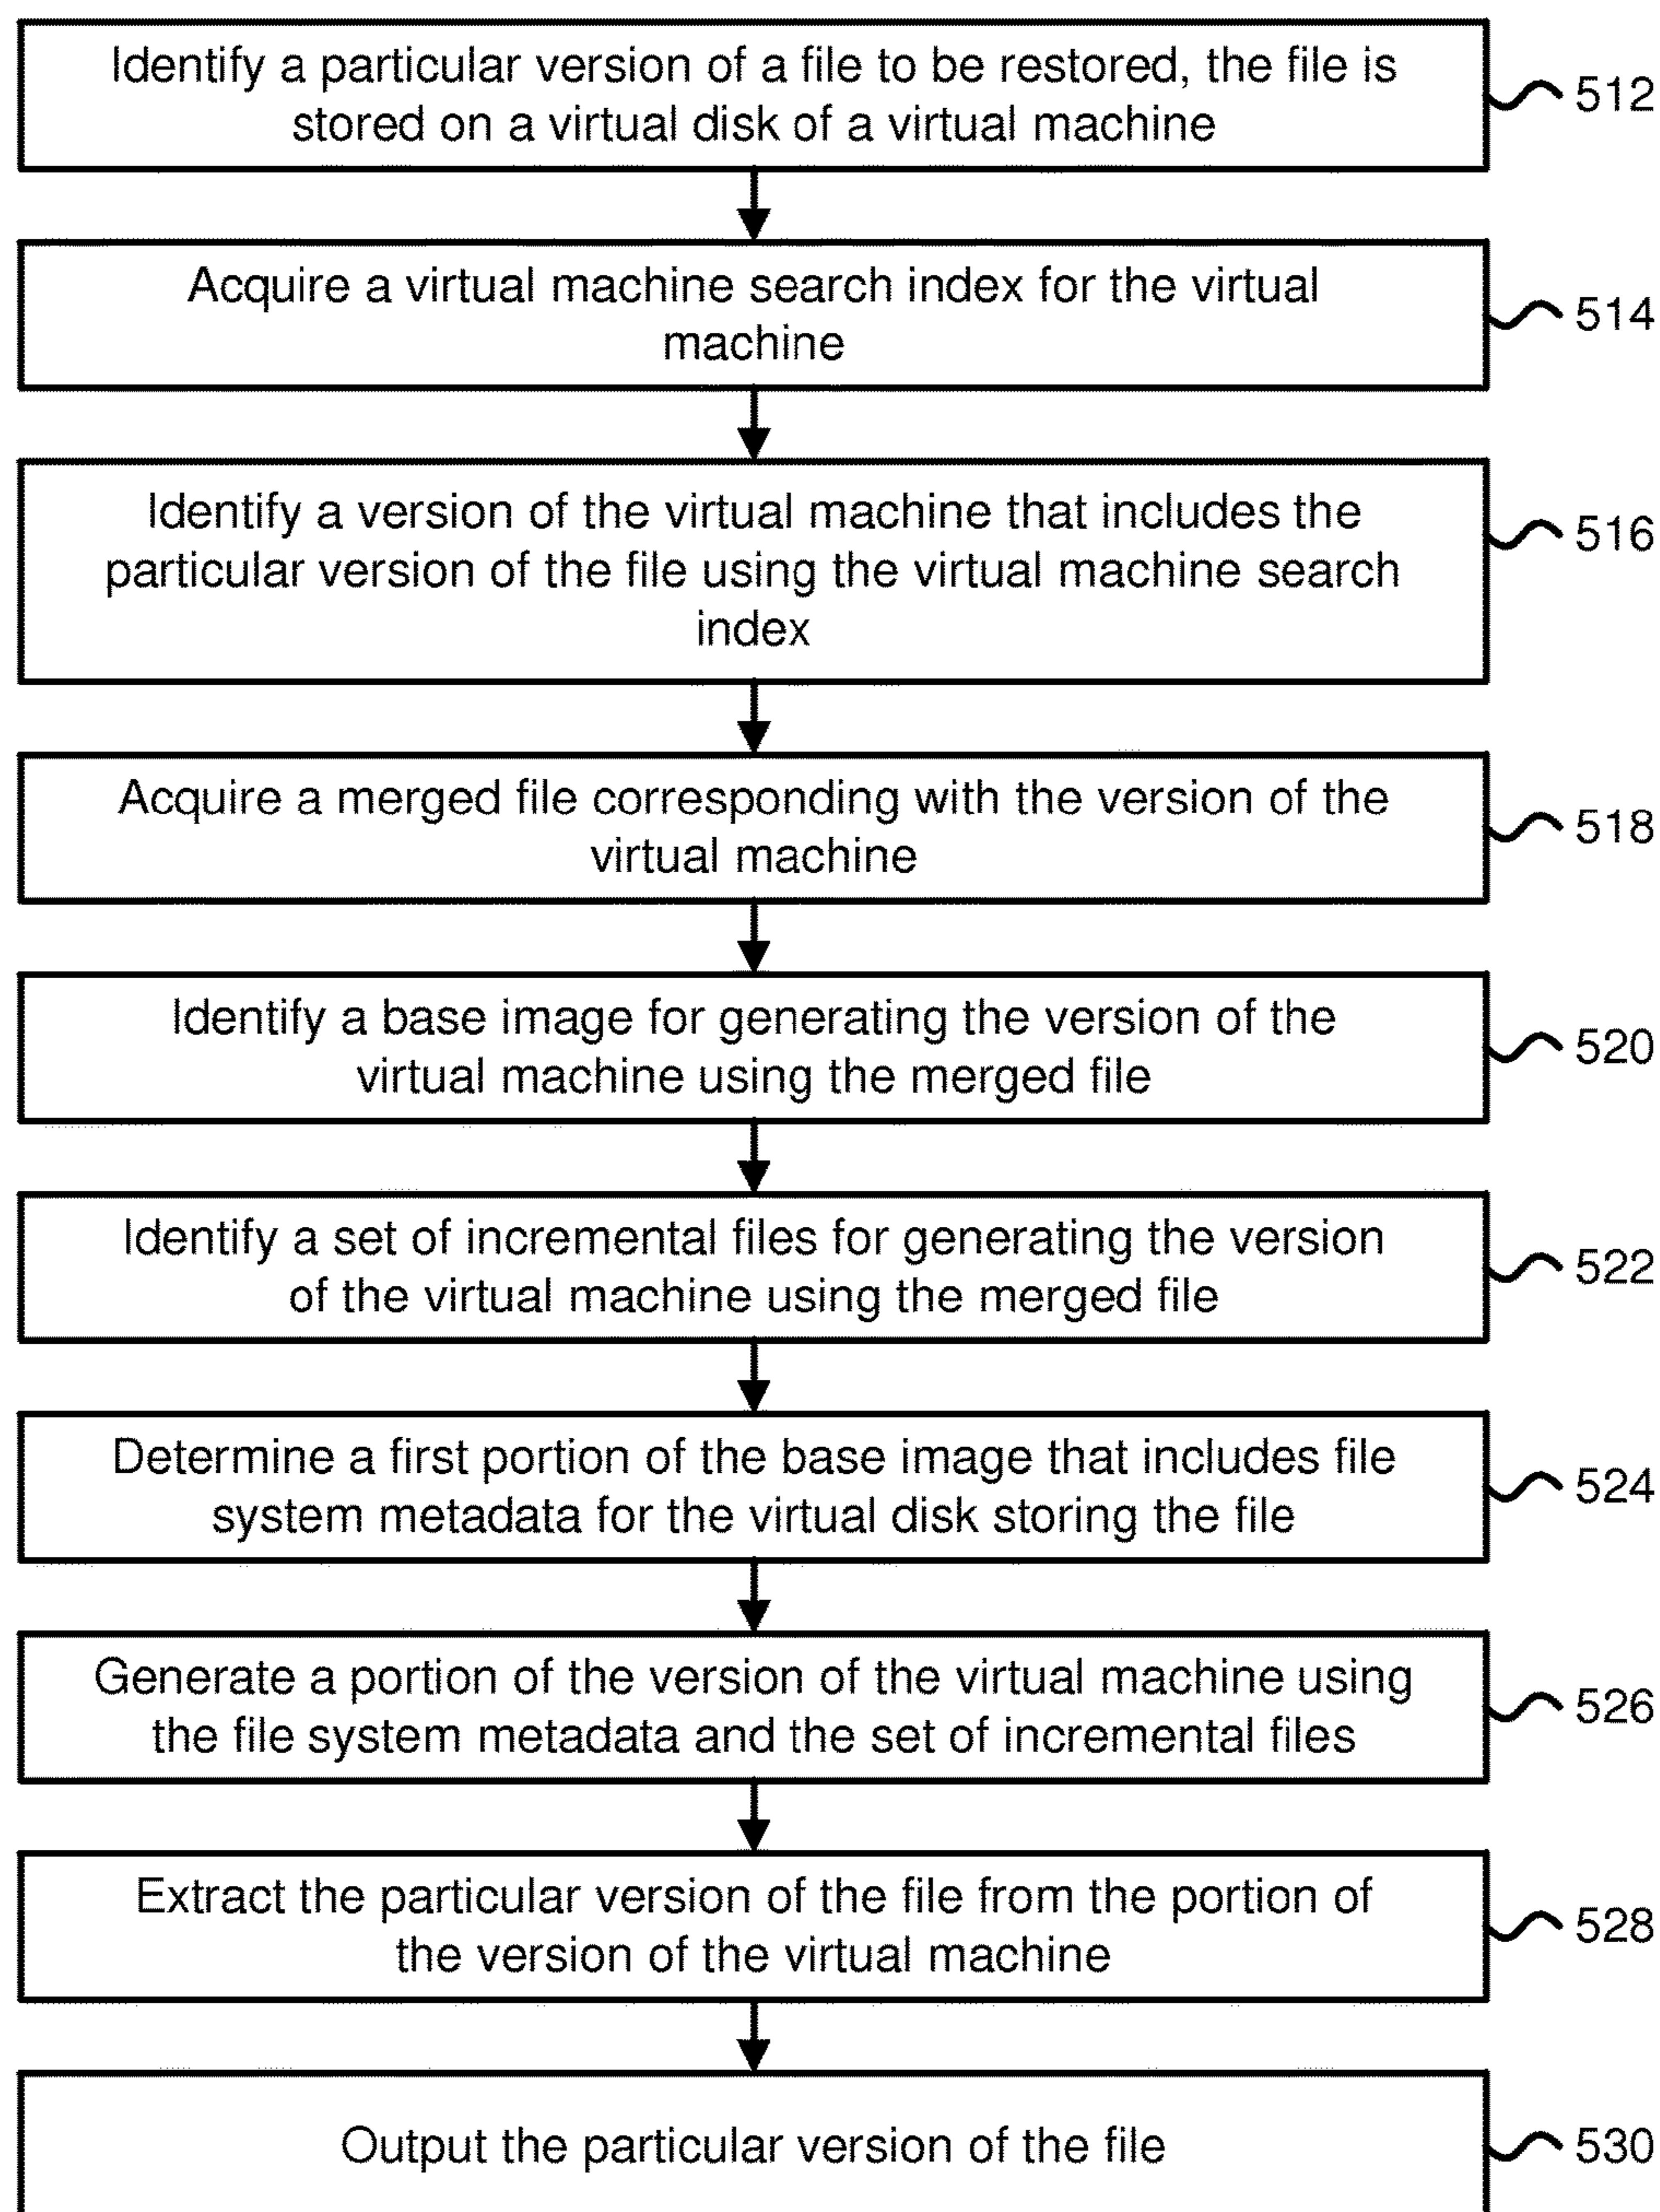 Identify a particular version of a file to be restored, the file is
stored on a virtual disk of a virtual machine
512
Acquire a virtual machine search index for the virtual
machine
514
Identify a version of the virtual machine that includes the
particular version of the file using the virtual machine search
index
516
Acquire a merged file corresponding with the version of the
virtual machine
518
Identify a base image for generating the version of the
virtual machine using the merged file
520
Identify a set of incremental files for generating the version
of the virtual machine using the merged file
522
Determine a first portion of the base image that includes file
system metadata for the virtual disk storing the file
524
Generate a portion of the version of the virtual machine using
the file system metadata and the set of incremental files
526
Extract the particular version of the file from the portion of
the version of the virtual machine
528
Output the particular version of the file
530